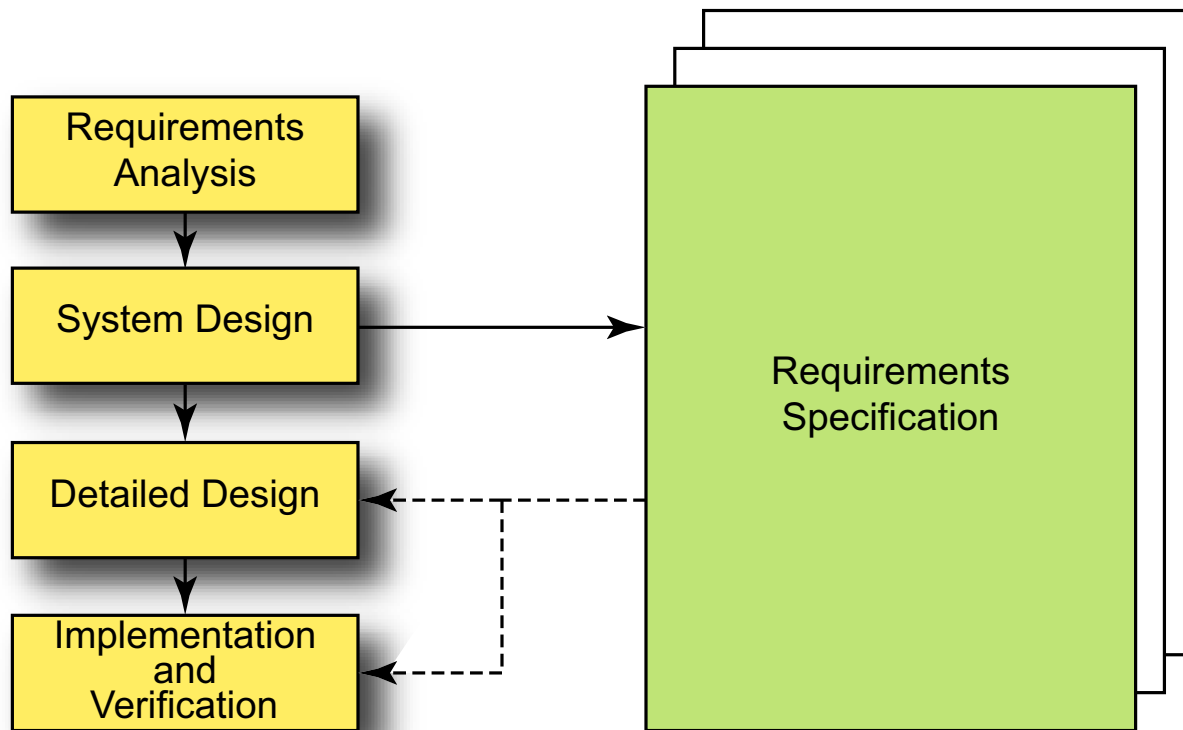 Requirements
Analysis
System Design
Requirements
Specification
Detailed Design
Implementation
and
Verification